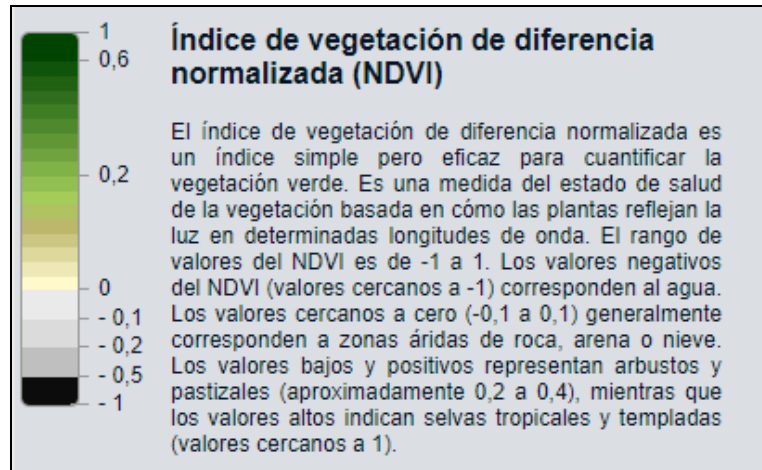 1
0,6
0,2
0
- 0,1
- 0,2
- 0,5
- 1
Índice de vegetación de diferencia
normalizada (NDVI)
El índice de vegetación de diferencia normalizada es
un índice simple pero eficaz para cuantificar la
vegetación verde. Es una medida del estado de salud
de la vegetación basada en cómo las plantas reflejan la
luz en determinadas longitudes de onda. El rango de
valores del NDVI es de -1 a 1. Los valores negativos
del NDVI (valores cercanos a -1) corresponden al agua.
Los valores cercanos a cero (-0,1 a 0,1) generalmente
corresponden a zonas áridas de roca, arena o nieve.
Los valores bajos y positivos representan arbustos y
pastizales (aproximadamente 0,2 a 0,4), mientras que
los valores altos indican selvas tropicales y templadas
(valores cercanos a 1).